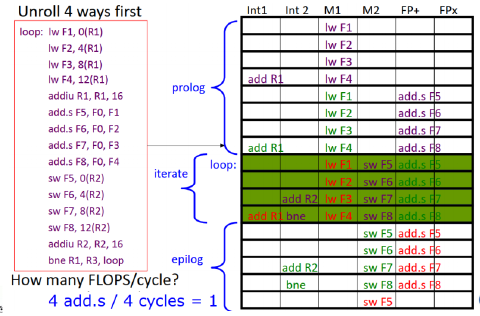 Unroll 4 ways first
loop: lw F1, 0(R1)
lw F2, 4(R1)
lw F3, 8(R1)
lw F4, 12(R1)
addiu R1, R1, 16
add.s F5, F0, F1
add.s F6, F0, F2
add.s F7, F0, F3
add.s F8, F0, F4
sw F5, 0(R2)
sw F6, 4(R2)
sw F7, 8(R2)
sw F8, 12(R2)
addiu R2, R2, 16
bne R1, R3, loop
How many FLOPS/cycle?
4 add.s / 4 cycles = 1
prolog
iterate
epilog
loop:
Int1 Int 2 M1 M2 FP+ FPx
lw F1
lw F2
lw F3
add R1 lw F4
lw F1 add.s F5
lw F2 add.s F6
lw F3 add.s F7
add R1 lw F4 add.s F8
lw F1 sw F5 add.s F5
lw F2 sw F6 add.s F6
add R2 lw F3 sw F7 add.s F7
add R1 bne lw F4 sw F8 add.s F8
sw F5 add.s F5
sw F6 add.s F6
add R2 sw F7 add.s F7
bne sw F8 add.s F8
sw F5